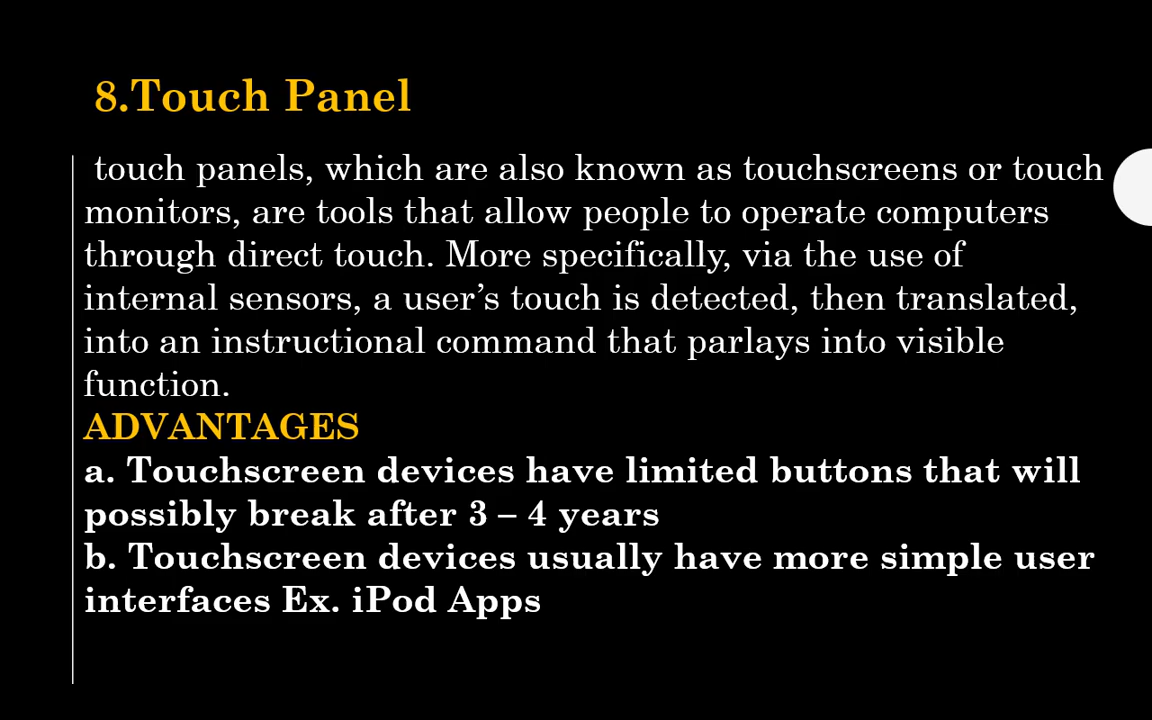 8.Touch Panel
touch panels, which are also known as touchscreens or touch
monitors, are tools that allow people to operate computers
through direct touch. More specifically, via the use of
internal sensors, a user’s touch is detected, then translated,
into an instructional command that parlays into visible
function.
ADVANTAGES
a. Touchscreen devices have limited buttons that will
possibly break after 3 – 4 years
b. Touchscreen devices usually have more simple user
interfaces Ex. iPod Apps